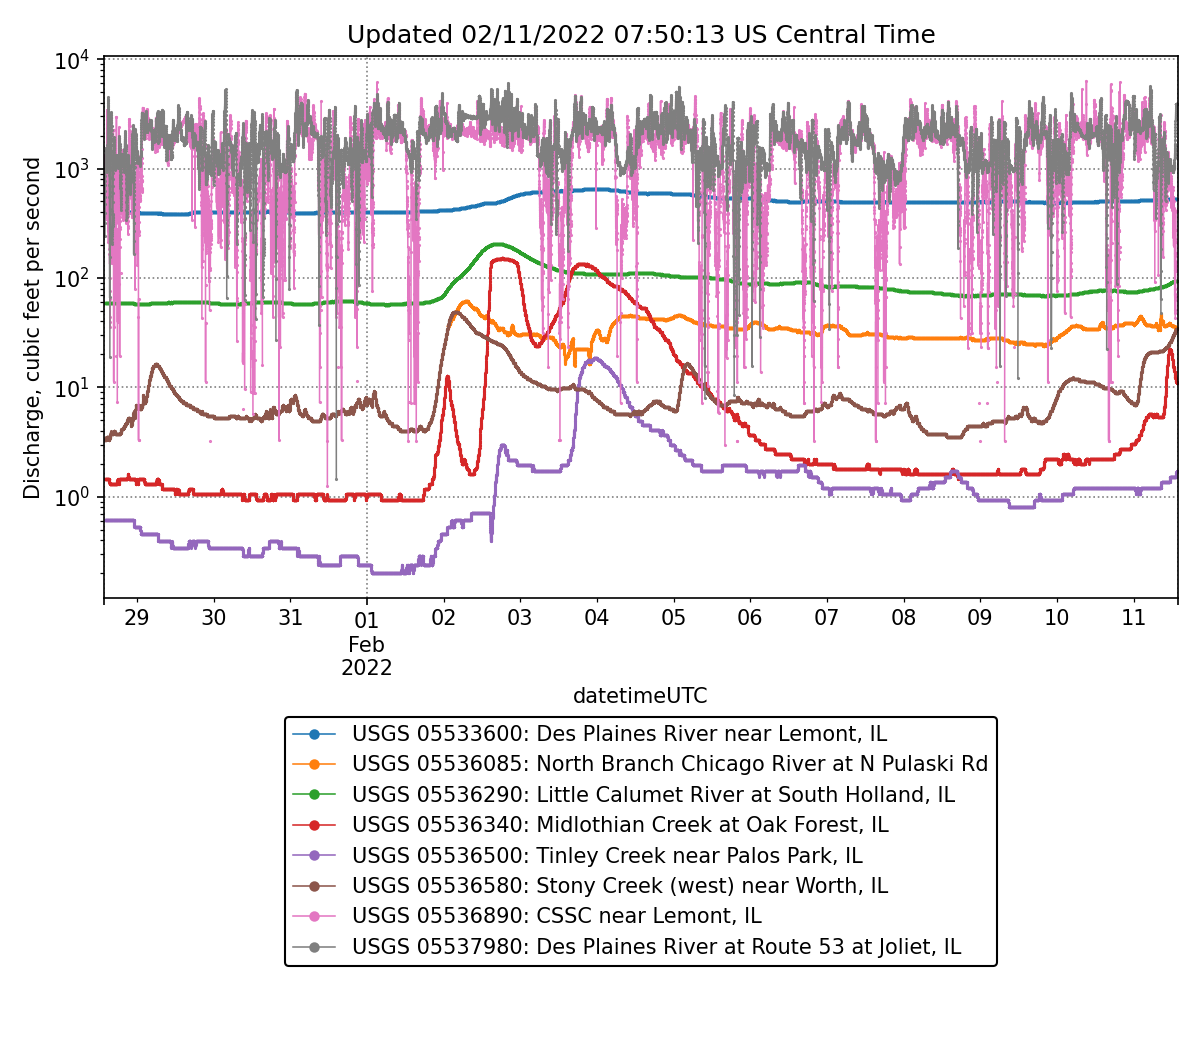 Updated 02/11/2022 07:50:13 US Central Time
Discharge, cubic feet per second
10^4
10^3
10^2
10^1
10^0
29 30 31 01 02 03 04 05 06 07 08 09 10 11
Feb
2022
datetimeUTC
USGS 05533600: Des Plaines River near Lemont, IL
USGS 05536085: North Branch Chicago River at N Pulaski Rd
USGS 05536290: Little Calumet River at South Holland, IL
USGS 05536340: Midlothian Creek at Oak Forest, IL
USGS 05536500: Tinley Creek near Palos Park, IL
USGS 05536580: Stony Creek (west) near Worth, IL
USGS 05536890: CSSC near Lemont, IL
USGS 05537980: Des Plaines River at Route 53 at Joliet, IL